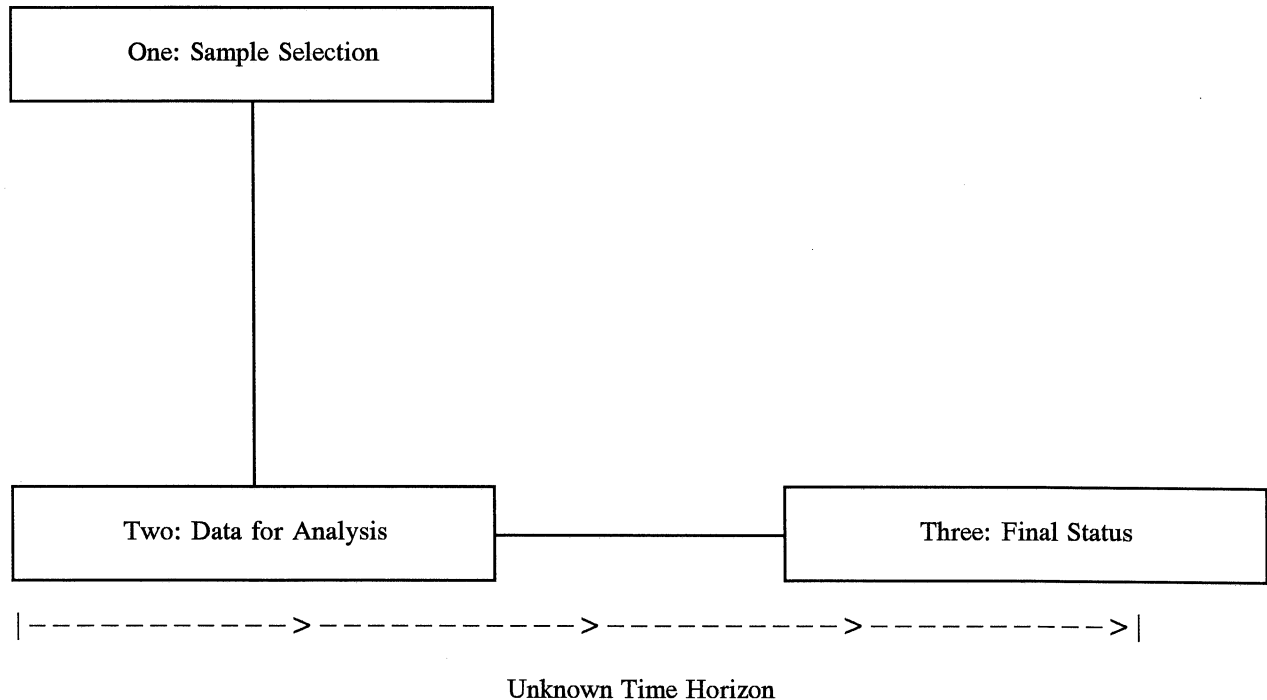 One: Sample Selection
Two: Data for Analysis
Three: Final Status
|----------->----------->---------->----------->|
Unknown Time Horizon